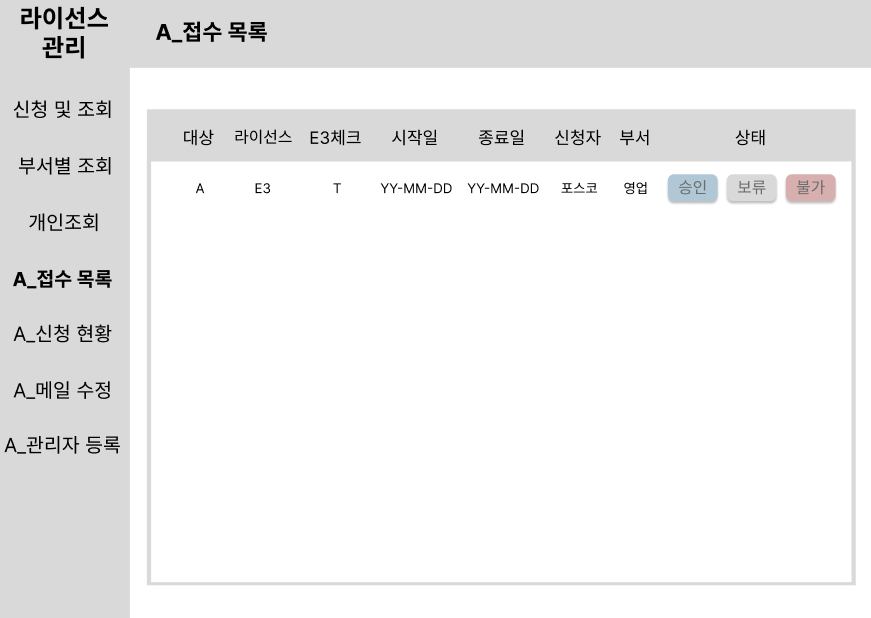 라이선스
관리
A_접수 목록
신청 및 조회
부서별 조회
개인조회
A_접수 목록
A_신청 현황
A_메일 수정
A_관리자 등록
대상 라이선스 E3체크 시작일 종료일 신청자 부서 상태
A E3 T YY-MM-DD YY-MM-DD 포스코 영업 승인 보류 불가